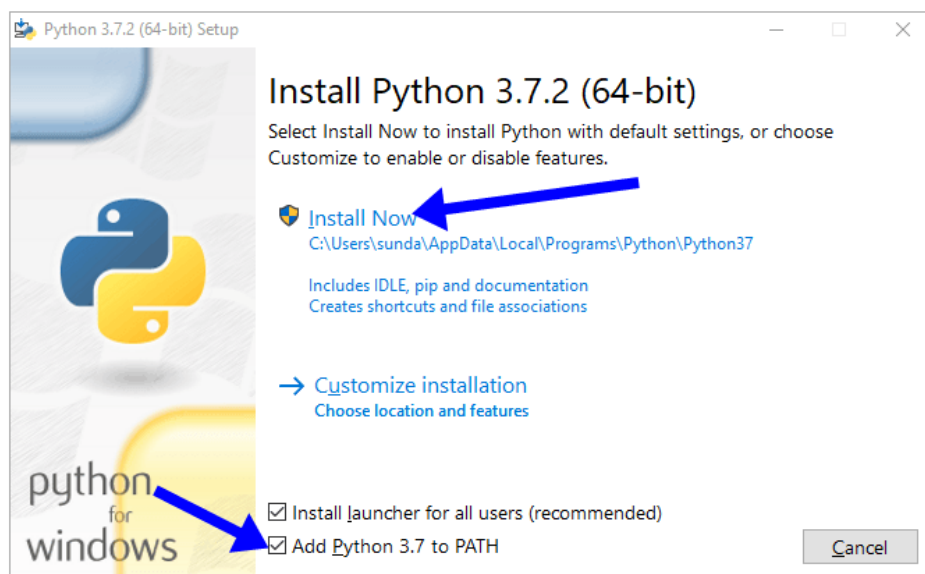 Python 3.7.2 (64-bit) Setup
Install Python 3.7.2 (64-bit)
Select Install Now to install Python with default settings, or choose
Customize to enable or disable features.
Install Now
C:\Users\sunda\AppData\Local\Programs\Python\Python37
Includes IDLE, pip and documentation
Creates shortcuts and file associations
Customize installation
Choose location and features
python
for
windows
Install launcher for all users (recommended)
Add Python 3.7 to PATH
Cancel